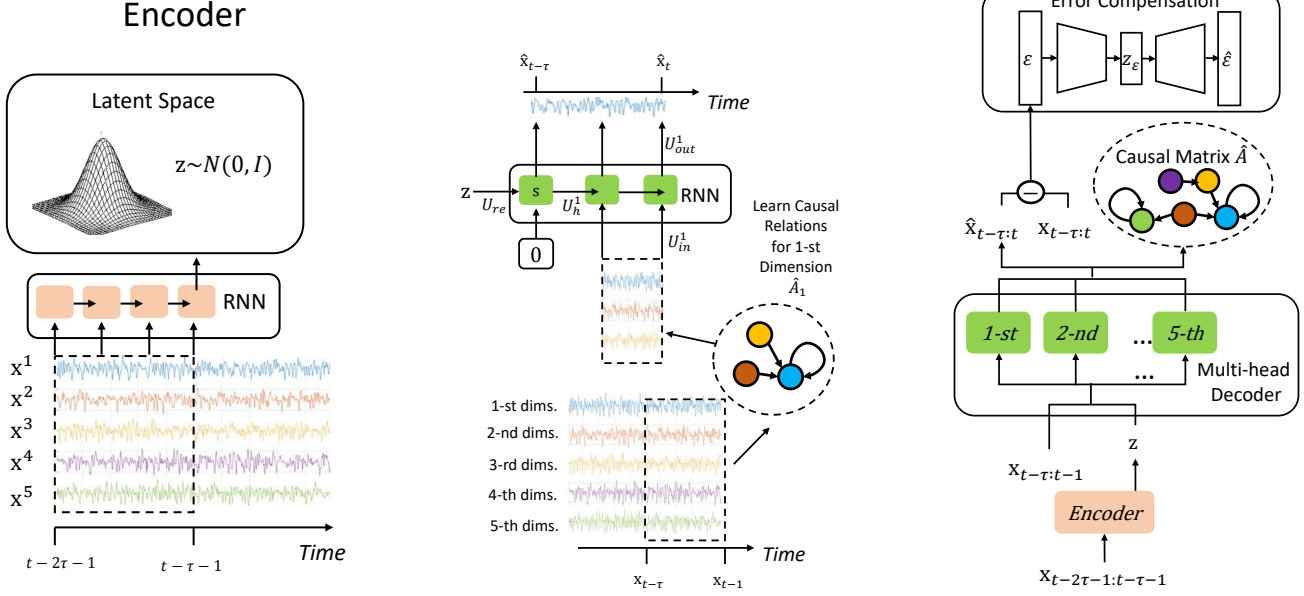 Encoder
Latent Space
z~N(0, I)
RNN
x¹
x²
x³
x⁴
x⁵
Time
t − 2τ − 1
t − τ − 1
x̂ₜ₋τ
x̂ₜ
Time
U¹out
z
Ure
s
U¹h
RNN
0
U¹in
Learn Causal
Relations
for 1-st
Dimension
Â₁
1-st dims.
2-nd dims.
3-rd dims.
4-th dims.
5-th dims.
Time
xₜ₋τ
xₜ₋₁
Error Compensation
ε
zε
ε̂
Causal Matrix Â
−
x̂ₜ₋τ:ₜ
xₜ₋τ:ₜ
1-st
2-nd
...
5-th
...
Multi-head
Decoder
z
xₜ₋τ:ₜ₋₁
Encoder
xₜ₋₂τ₋₁:ₜ₋τ₋₁